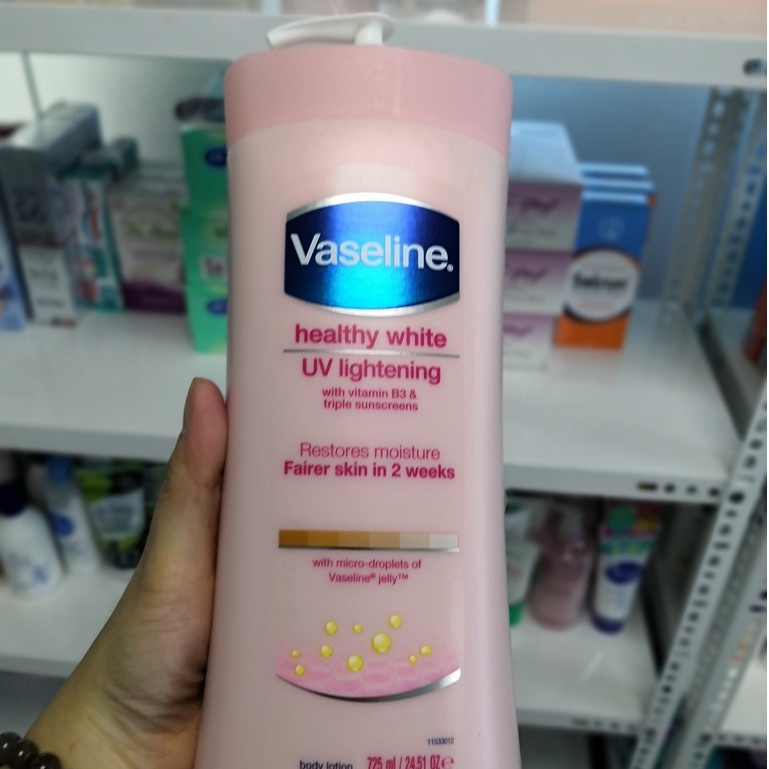 Vaseline.
healthy white
UV lightening
with vitamin B3 &
triple sunscreens
Restores moisture
Fairer skin in 2 weeks
with micro-droplets of
Vaseline® jelly™
11533012
body lotion 725 ml / 24.51 OZ℮